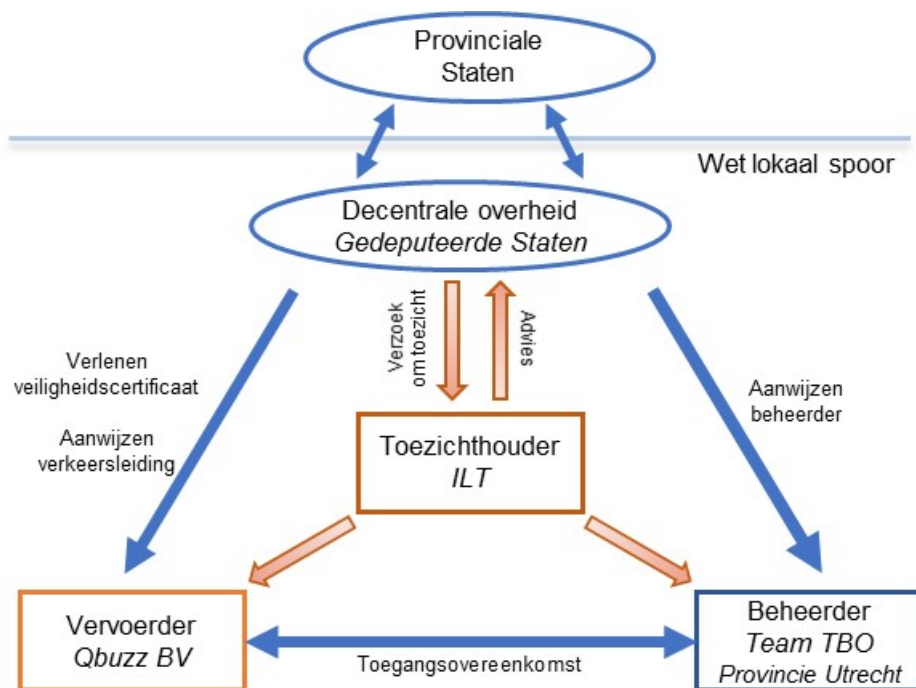 Provinciale
Staten
Wet lokaal spoor
Decentrale overheid
Gedeputeerde Staten
Verzoek
om toezicht
Advies
Verlenen
veiligheidscertificaat
Aanwijzen
verkeersleiding
Aanwijzen
beheerder
Toezichthouder
ILT
Vervoerder
Qbuzz BV
Toegangsovereenkomst
Beheerder
Team TBO
Provincie Utrecht